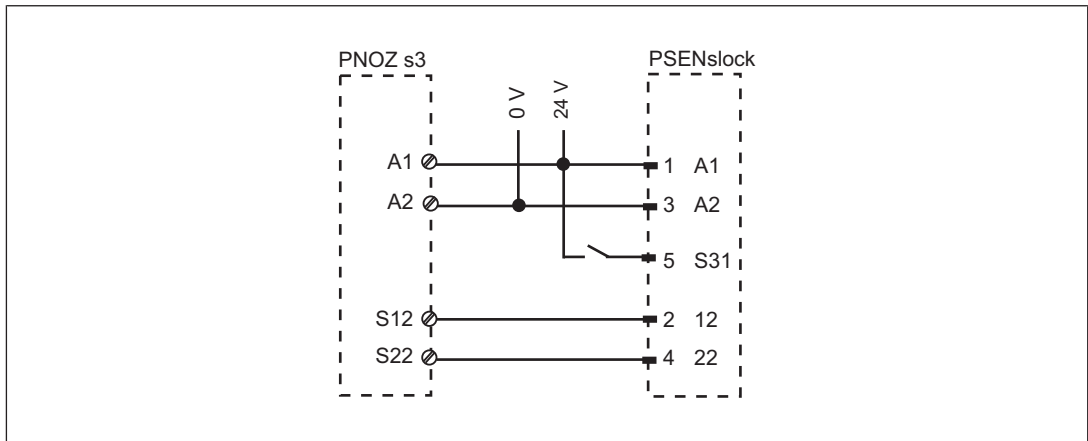 PNOZ s3
PSENslock
0 V
24 V
A1
1 A1
A2
3 A2
5 S31
S12
2 12
S22
4 22